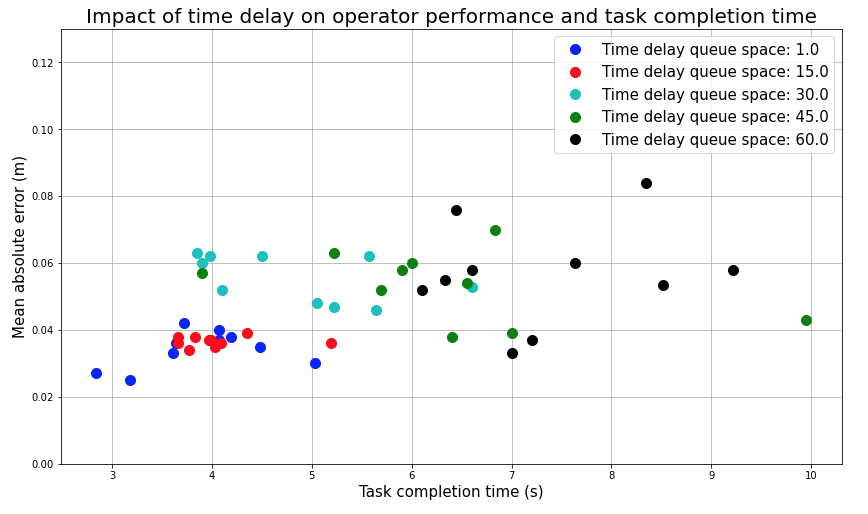 Impact of time delay on operator performance and task completion time
Time delay queue space: 1.0
Time delay queue space: 15.0
Time delay queue space: 30.0
Time delay queue space: 45.0
Time delay queue space: 60.0
Mean absolute error (m)
0.12
0.10
0.08
0.06
0.04
0.02
0.00
3 4 5 6 7 8 9 10
Task completion time (s)